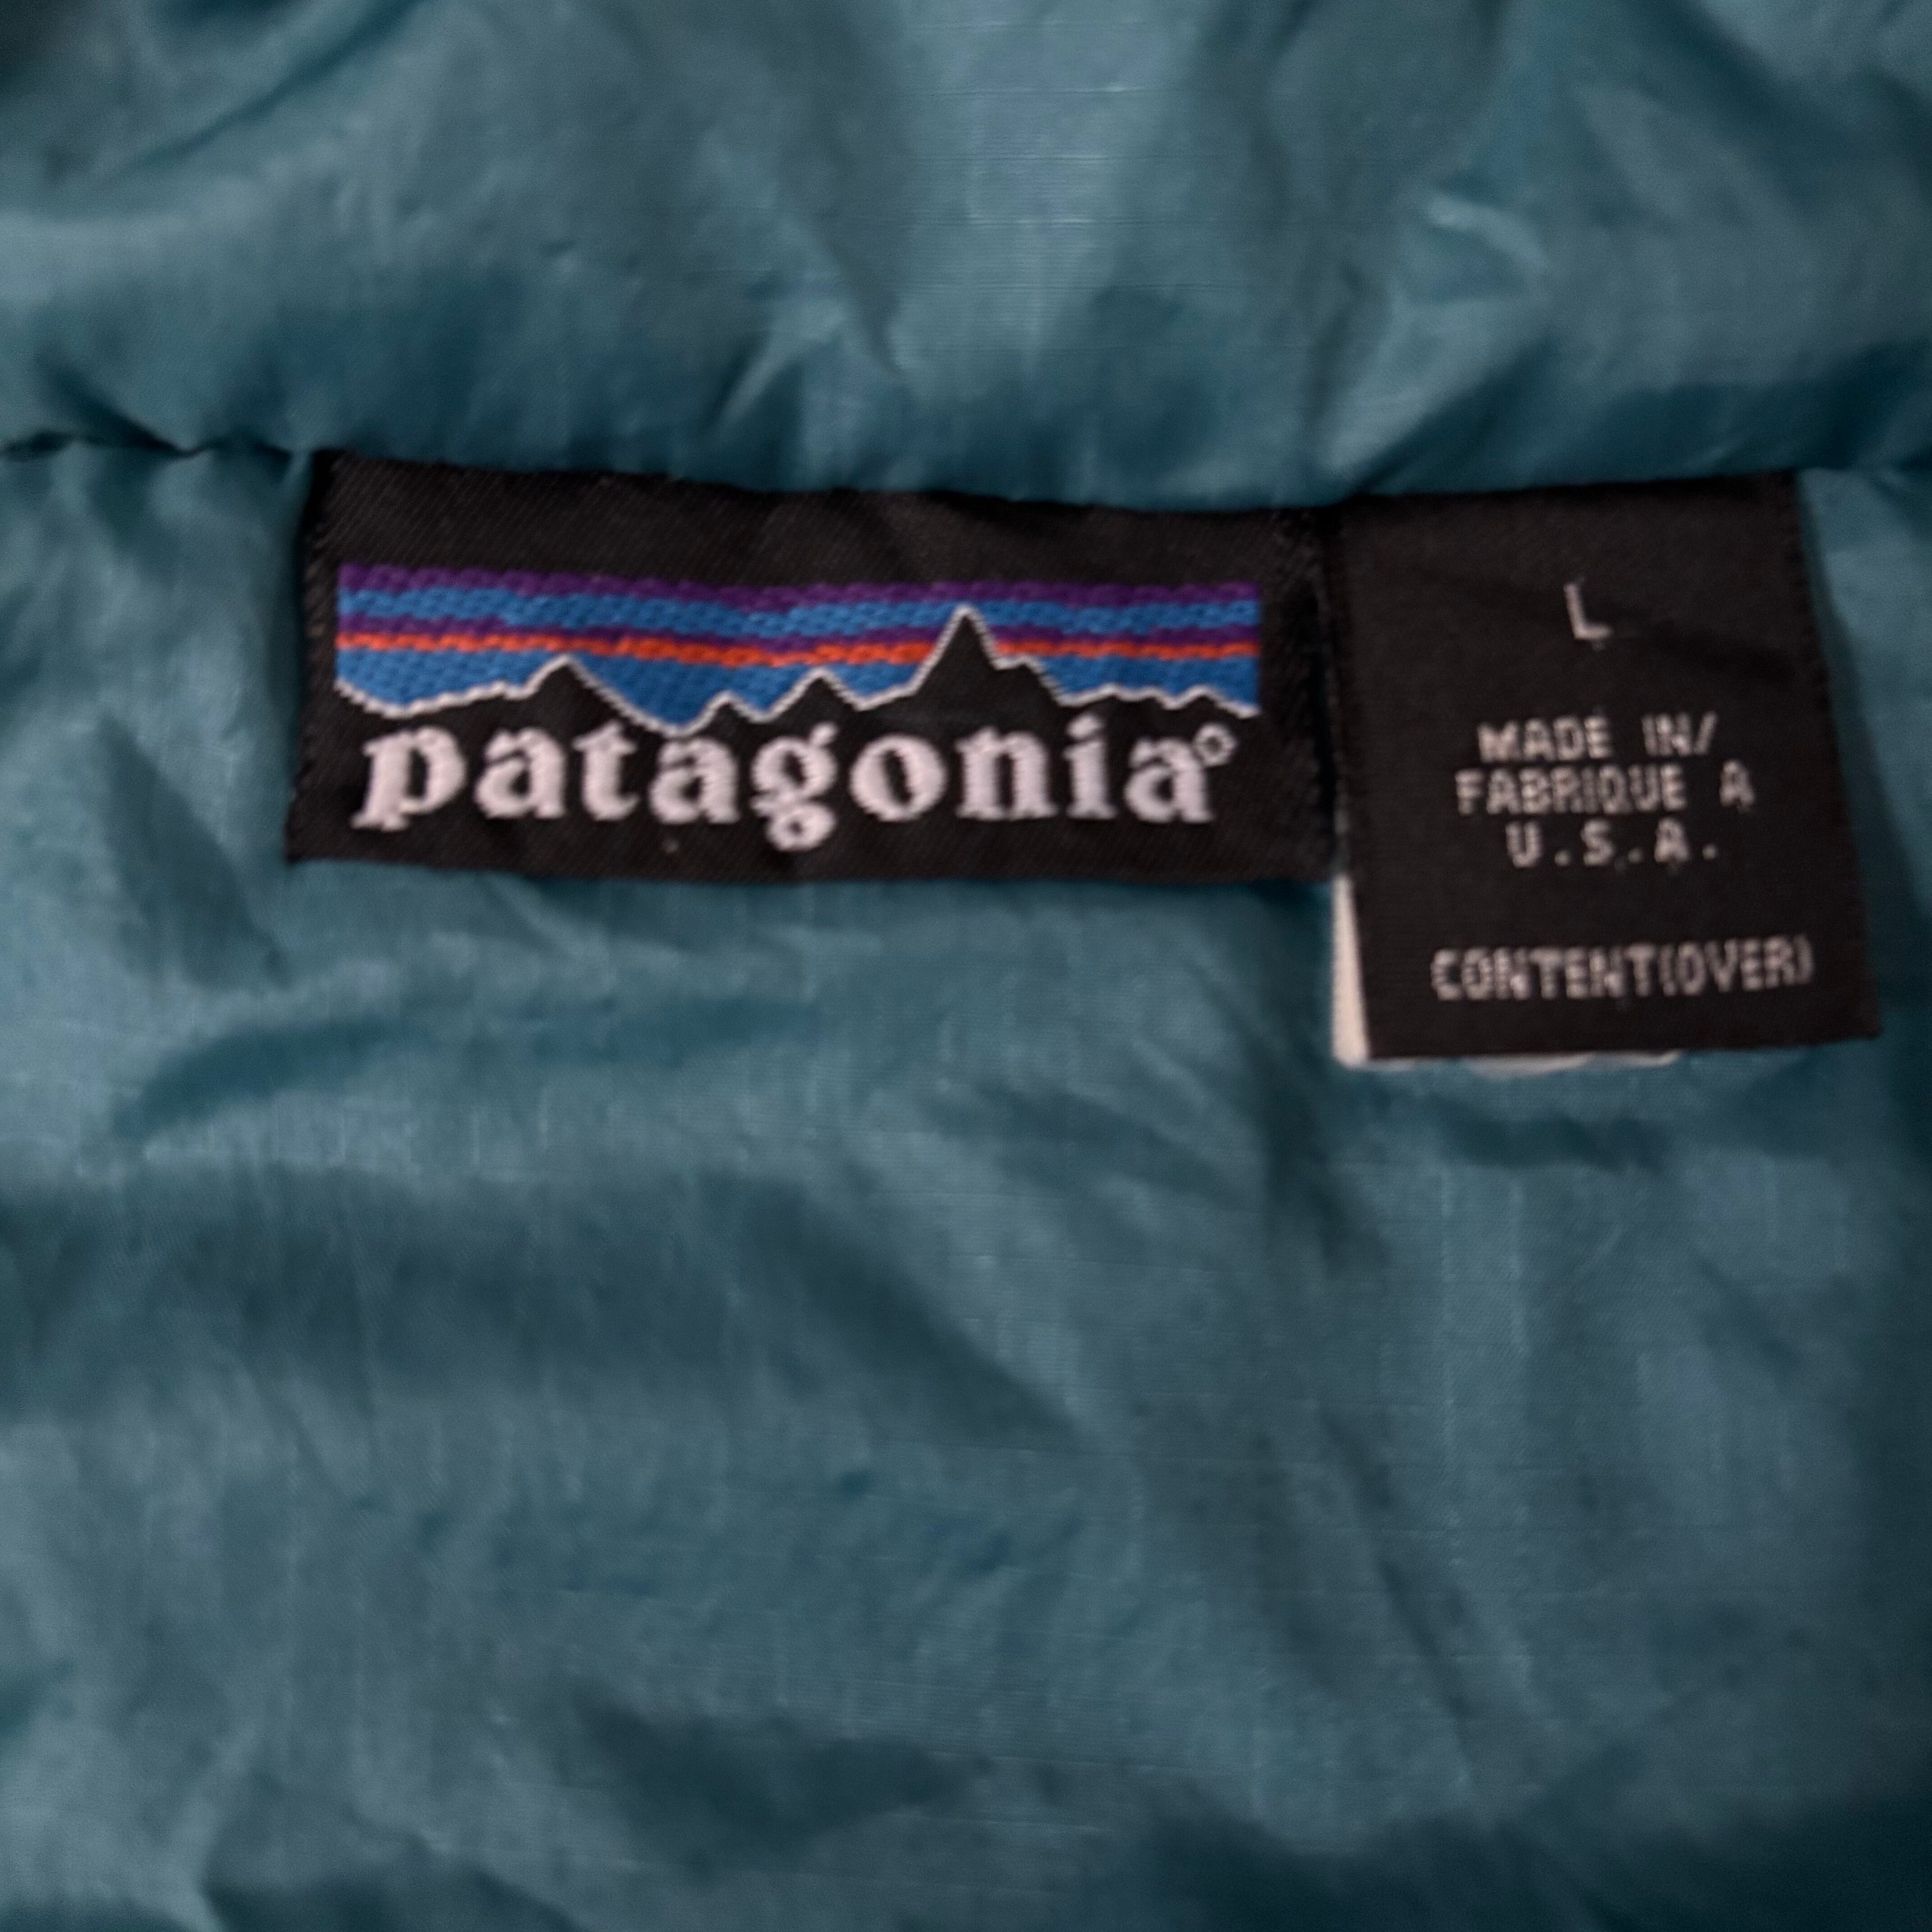 patagonia®
L
MADE IN/
FABRIQUE A
U.S.A.
CONTENT(OVER)